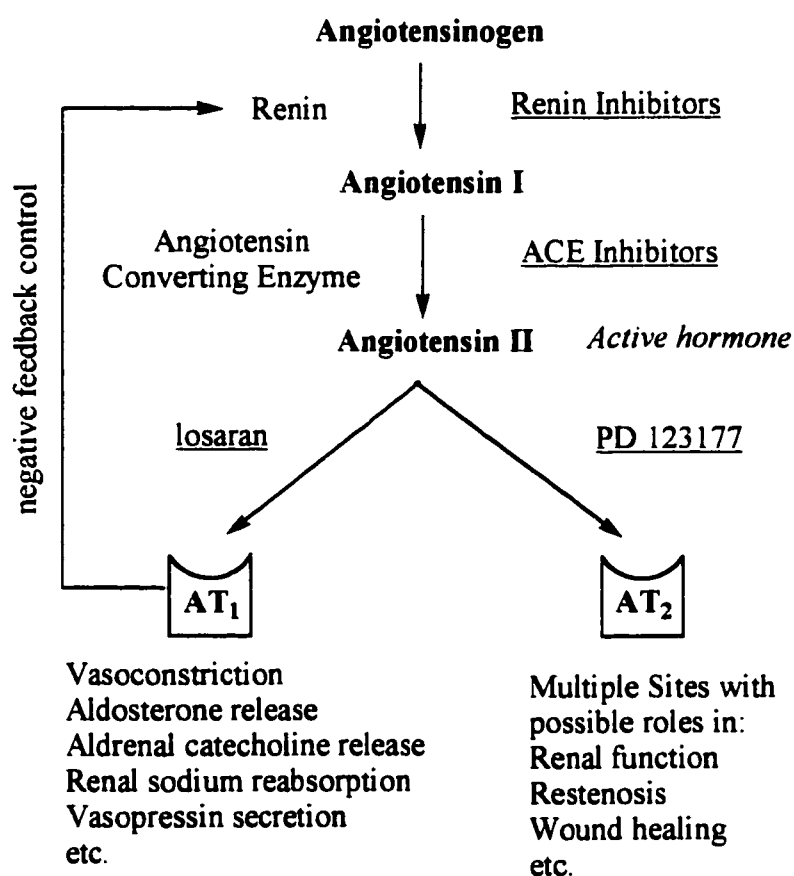 Angiotensinogen
Renin
Renin Inhibitors
Angiotensin I
Angiotensin
Converting Enzyme
ACE Inhibitors
negative feedback control
Angiotensin II
Active hormone
losaran
PD 123177
AT1
AT2
Vasoconstriction
Aldosterone release
Aldrenal catecholine release
Renal sodium reabsorption
Vasopressin secretion
etc.
Multiple Sites with
possible roles in:
Renal function
Restenosis
Wound healing
etc.